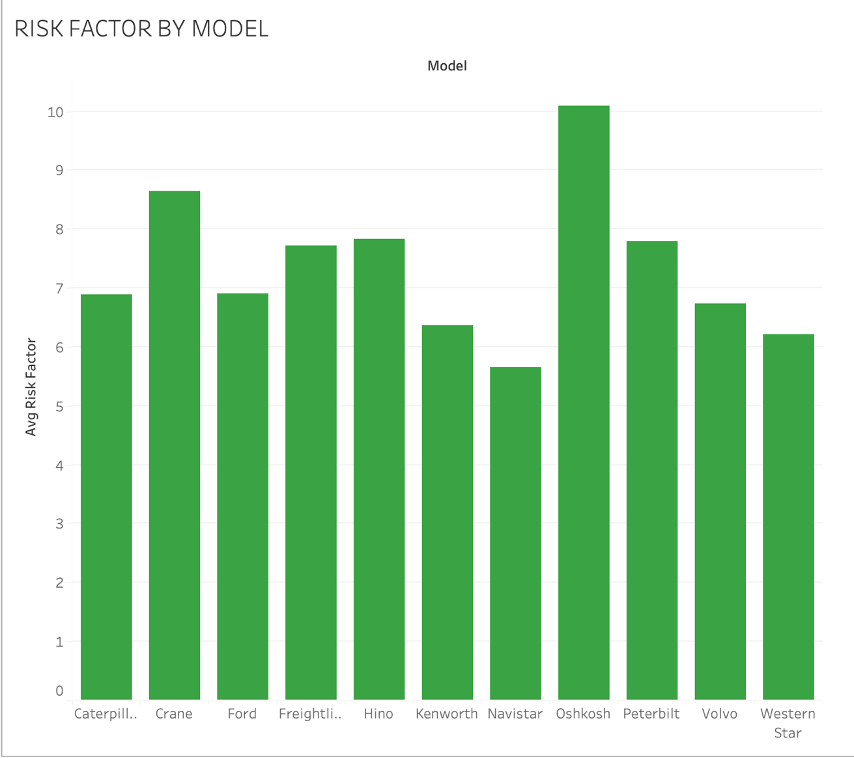 RISK FACTOR BY MODEL
Model
10
9
8
7
6
5
4
3
2
1
0
Avg Risk Factor
Caterpill.. Crane Ford Freightli.. Hino Kenworth Navistar Oshkosh Peterbilt Volvo Western
Star